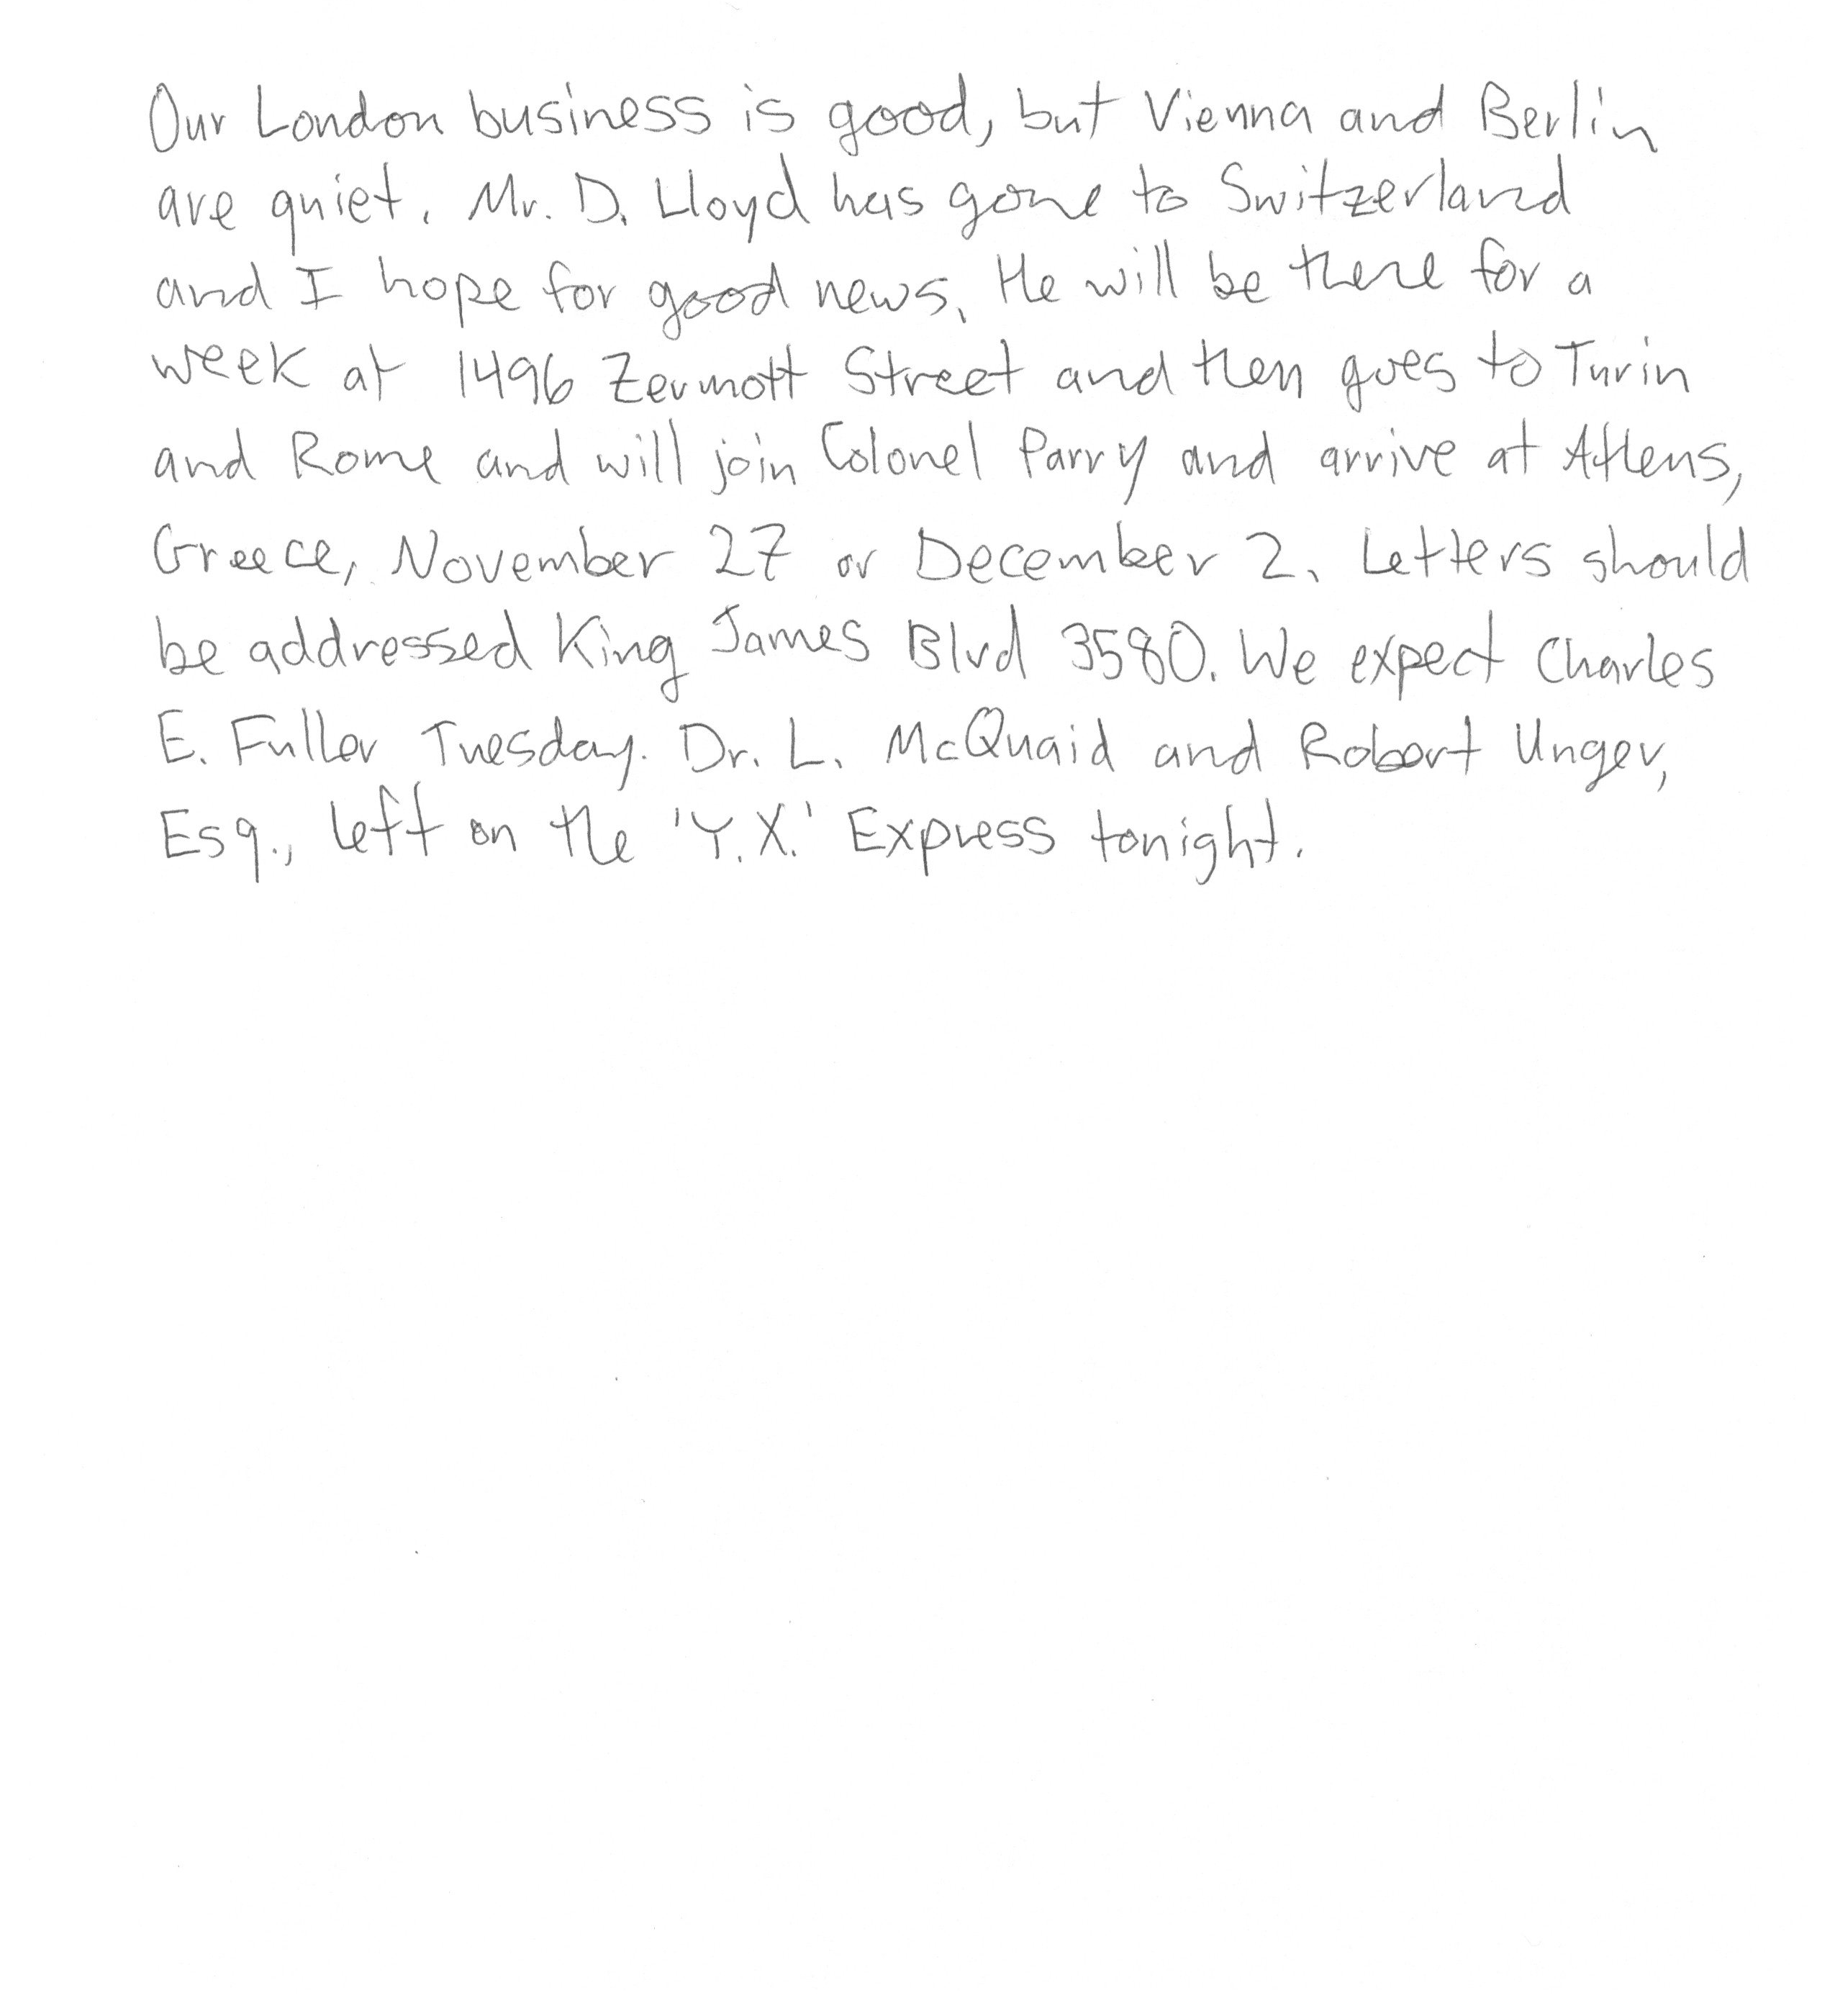 Our London business is good, but Vienna and Berlin
are quiet. Mr. D. Lloyd has gone to Switzerland
and I hope for good news. He will be there for a
week at 1496 Zermott Street and then goes to Turin
and Rome and will join Colonel Parry and arrive at Athens,
Greece, November 27 or December 2. Letters should
be addressed King James Blvd 3580. We expect Charles
E. Fuller Tuesday. Dr. L. McQuaid and Robert Unger,
Esq., left on the 'Y.X.' Express tonight.